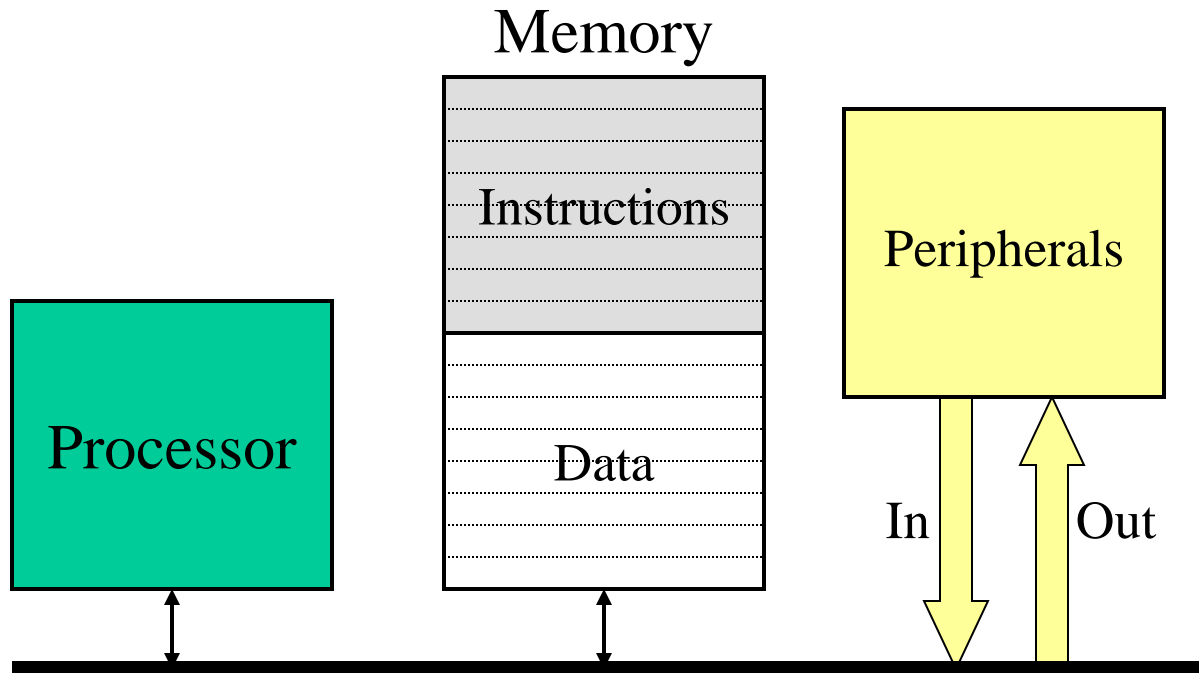 Memory
Instructions
Peripherals
Processor
Data
In
Out